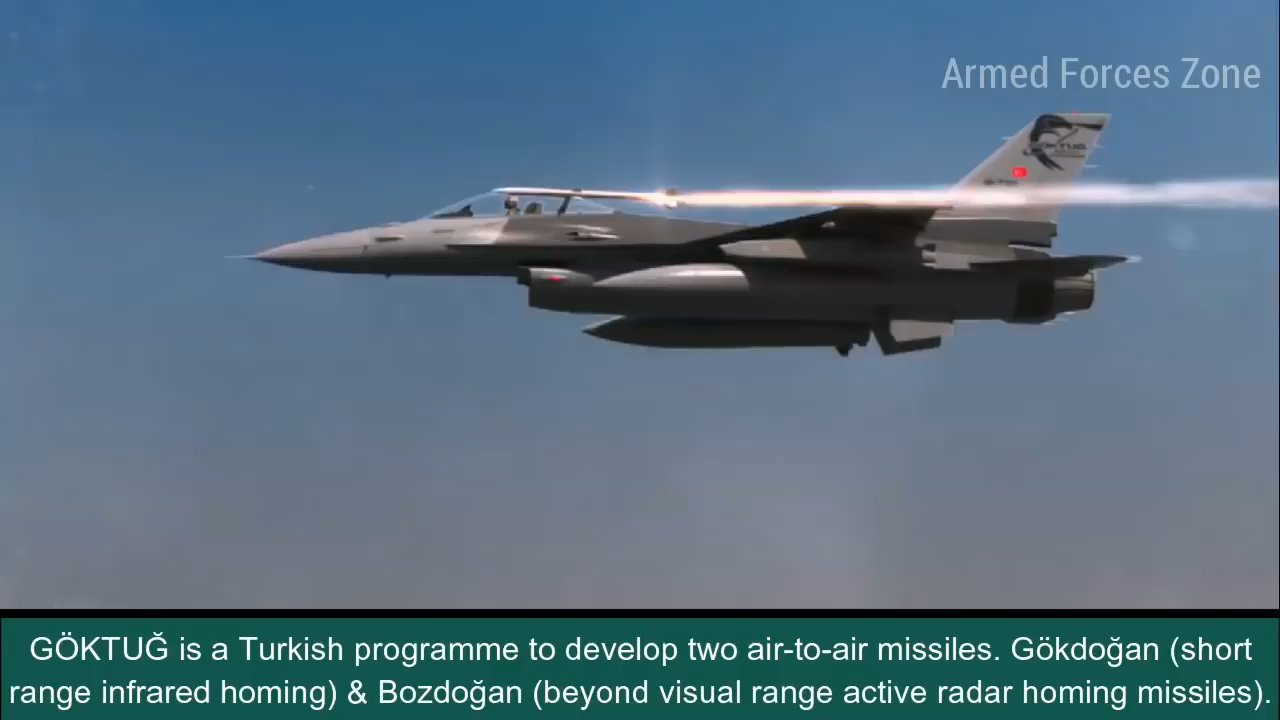 Armed Forces Zone
GÖKTUĞ
GÖKTUĞ is a Turkish programme to develop two air-to-air missiles. Gökdoğan (short
range infrared homing) & Bozdoğan (beyond visual range active radar homing missiles).